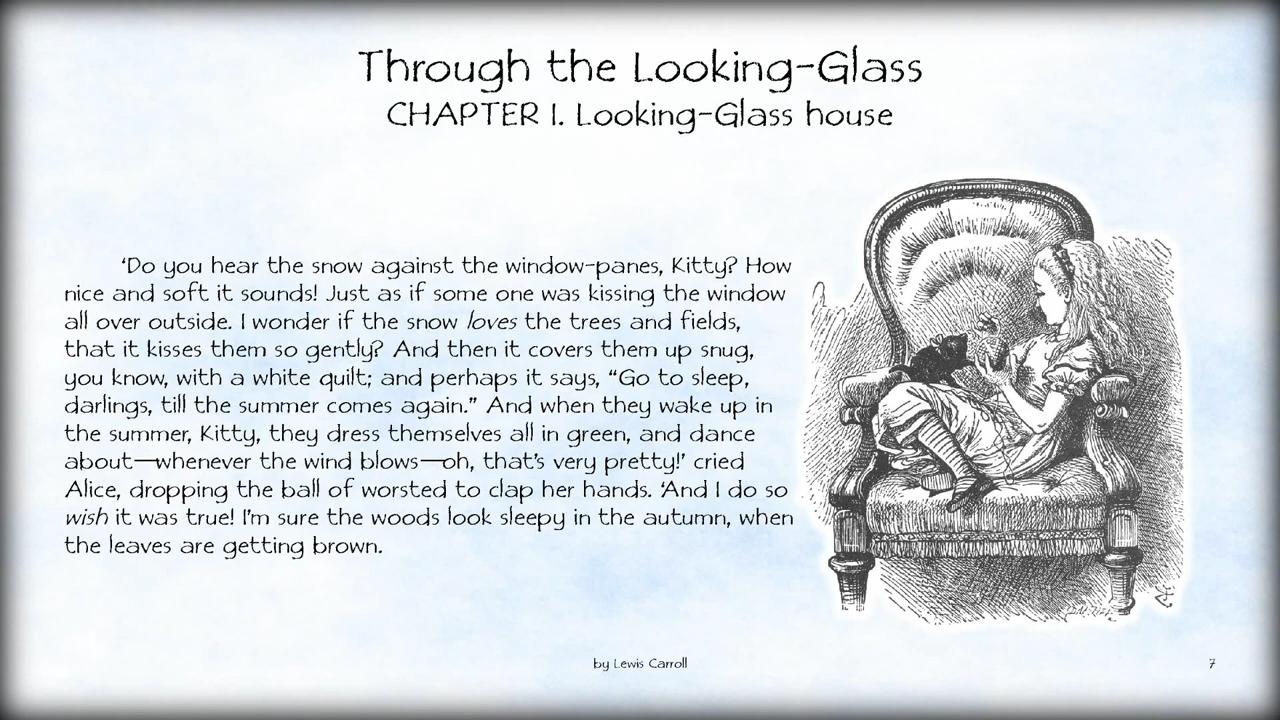 Through the Looking-Glass
CHAPTER I. Looking-Glass house
‘Do you hear the snow against the window-panes, Kitty? How
nice and soft it sounds! Just as if some one was kissing the window
all over outside. I wonder if the snow loves the trees and fields,
that it kisses them so gently? And then it covers them up snug,
you know, with a white quilt; and perhaps it says, “Go to sleep,
darlings, till the summer comes again.” And when they wake up in
the summer, Kitty, they dress themselves all in green, and dance
about—whenever the wind blows—oh, that’s very pretty!’ cried
Alice, dropping the ball of worsted to clap her hands. ‘And I do so
wish it was true! I’m sure the woods look sleepy in the autumn, when
the leaves are getting brown.
by Lewis Carroll
7